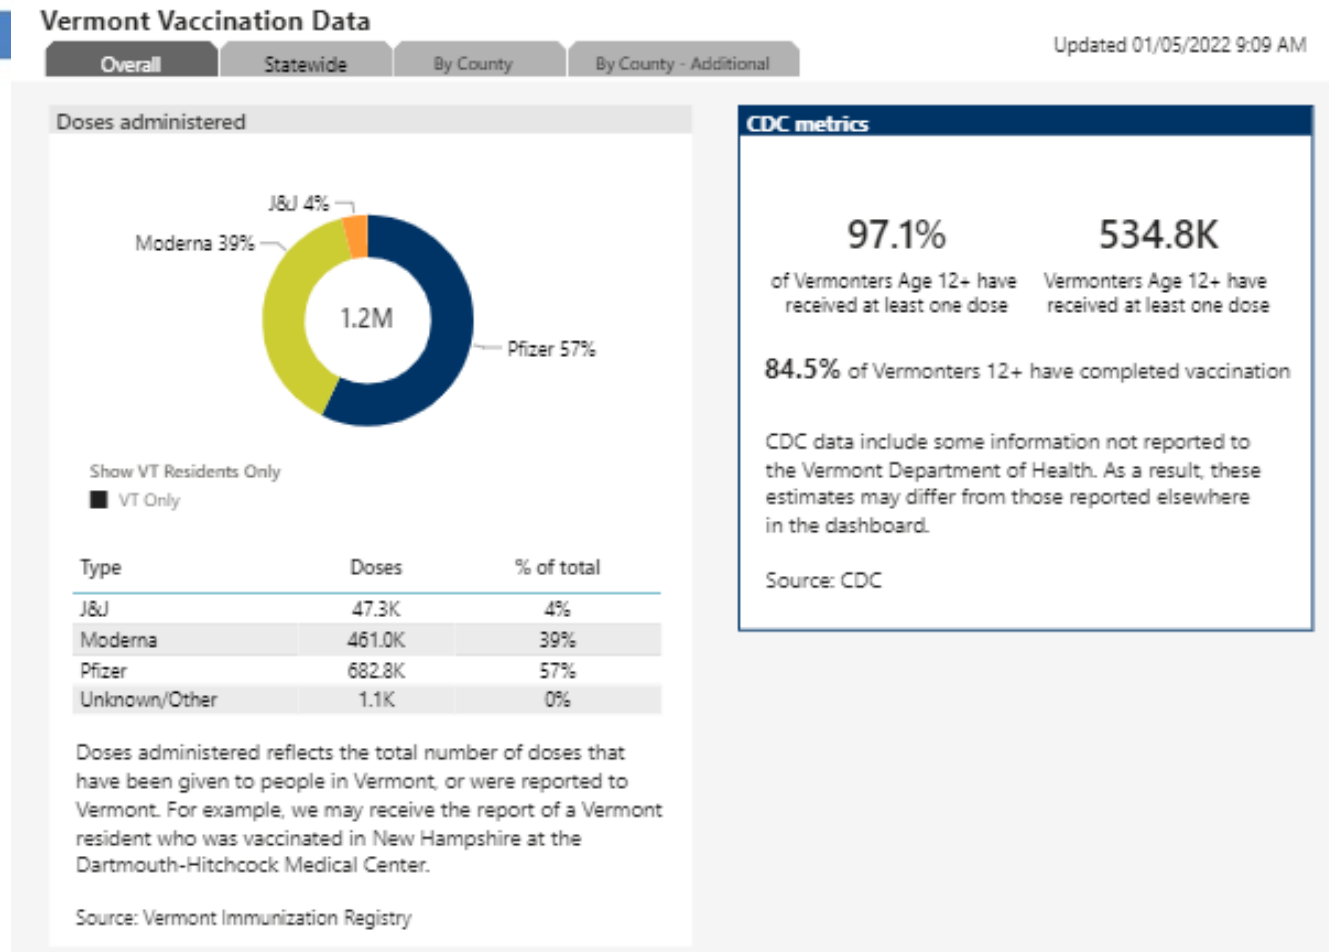 Vermont Vaccination Data
Updated 01/05/2022 9:09 AM
Overall
Statewide
By County
By County - Additional
Doses administered
J&J 4%
Moderna 39%
1.2M
Pfizer 57%
Show VT Residents Only
VT Only
Type Doses % of total
J&J 47.3K 4%
Moderna 461.0K 39%
Pfizer 682.8K 57%
Unknown/Other 1.1K 0%
Doses administered reflects the total number of doses that
have been given to people in Vermont, or were reported to
Vermont. For example, we may receive the report of a Vermont
resident who was vaccinated in New Hampshire at the
Dartmouth-Hitchcock Medical Center.
Source: Vermont Immunization Registry
CDC metrics
97.1%
of Vermonters Age 12+ have
received at least one dose
534.8K
Vermonters Age 12+ have
received at least one dose
84.5% of Vermonters 12+ have completed vaccination
CDC data include some information not reported to
the Vermont Department of Health. As a result, these
estimates may differ from those reported elsewhere
in the dashboard.
Source: CDC